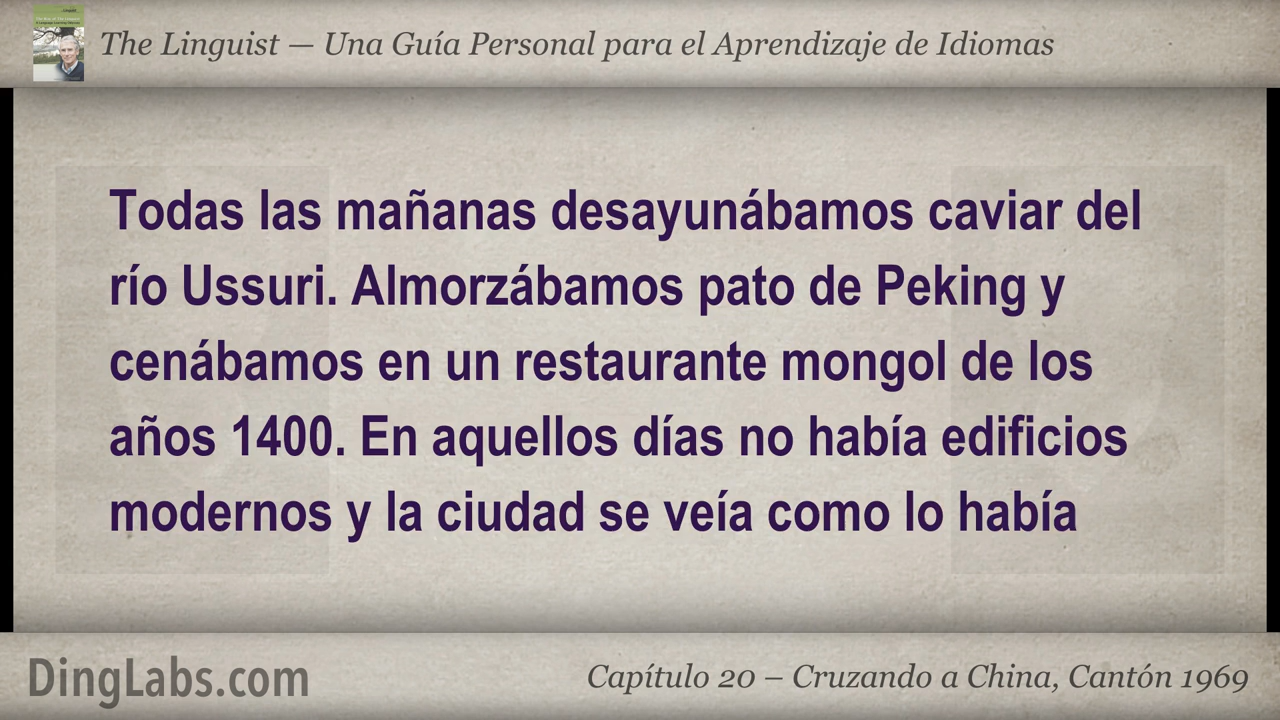 The Linguist — Una Guía Personal para el Aprendizaje de Idiomas
Todas las mañanas desayunábamos caviar del
río Ussuri. Almorzábamos pato de Peking y
cenábamos en un restaurante mongol de los
años 1400. En aquellos días no había edificios
modernos y la ciudad se veía como lo había
DingLabs.com
Capítulo 20 – Cruzando a China, Cantón 1969